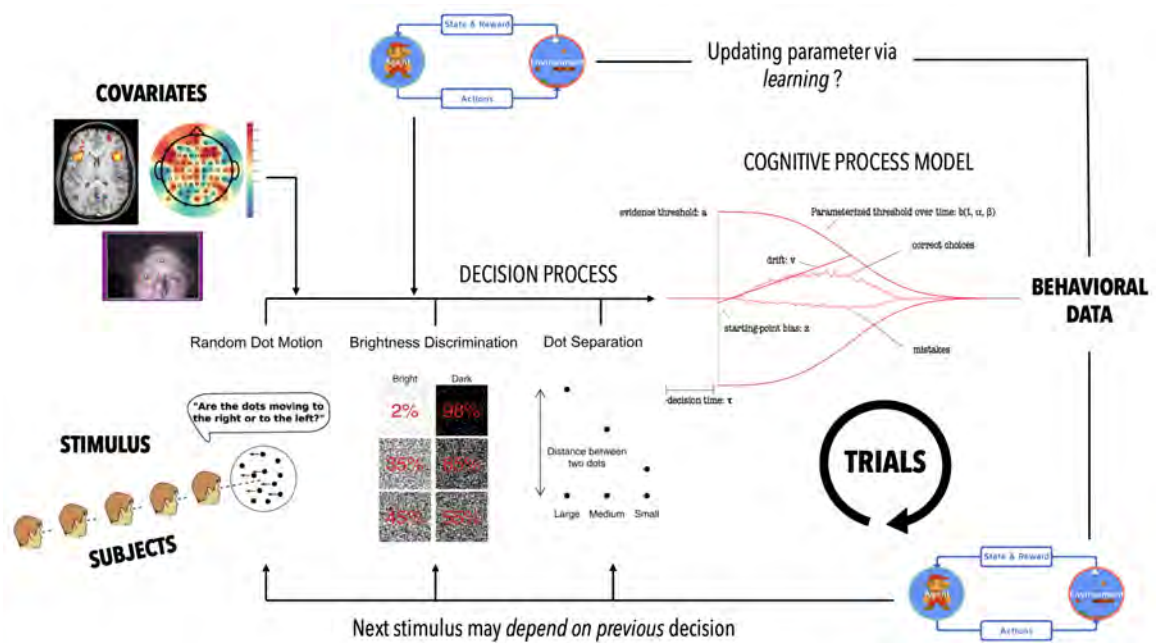 State & Reward
Agent
Environment
Actions
Updating parameter via
learning ?
COVARIATES
COGNITIVE PROCESS MODEL
evidence threshold: a
Parameterized threshold over time: b(t, α, β)
correct choices
drift: v
DECISION PROCESS
BEHAVIORAL
DATA
starting-point bias: z
mistakes
decision time: τ
Random Dot Motion
Brightness Discrimination
Dot Separation
Bright
Dark
2%
98%
35%
65%
45%
55%
"Are the dots moving to
the right or to the left?"
STIMULUS
SUBJECTS
Distance between
two dots
Large
Medium
Small
TRIALS
State & Reward
Agent
Environment
Actions
Next stimulus may depend on previous decision